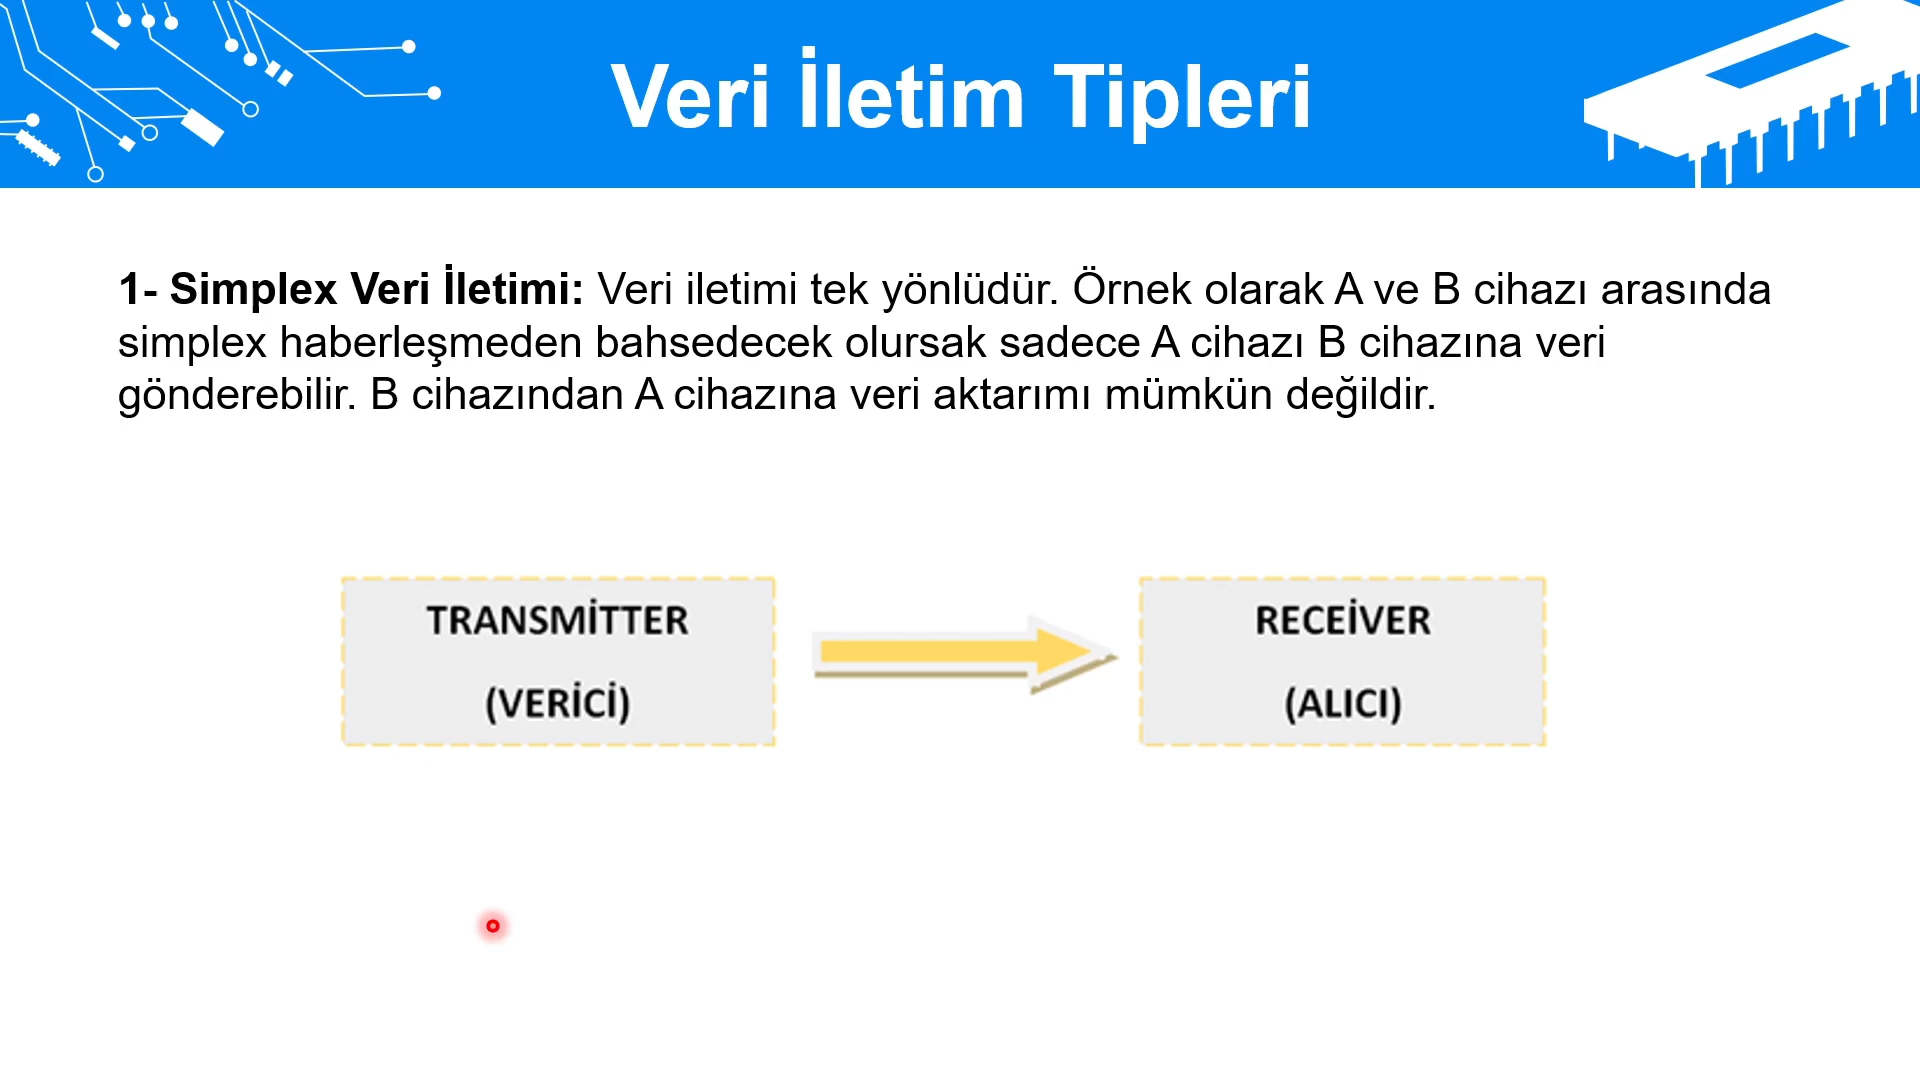 Veri İletim Tipleri
1- Simplex Veri İletimi: Veri iletimi tek yönlüdür. Örnek olarak A ve B cihazı arasında
simplex haberleşmeden bahsedecek olursak sadece A cihazı B cihazına veri
gönderebilir. B cihazından A cihazına veri aktarımı mümkün değildir.
TRANSMİTTER
(VERİCİ)
RECEİVER
(ALICI)